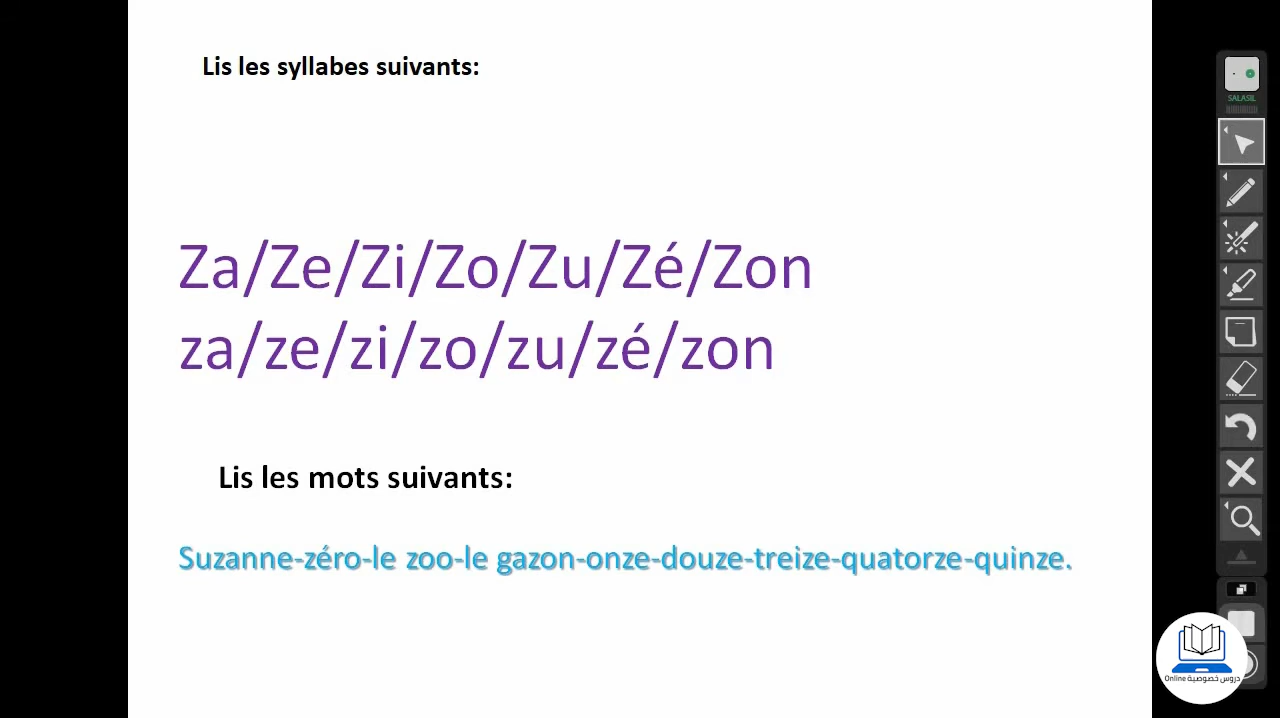 Lis les syllabes suivants:
Za/Ze/Zi/Zo/Zu/Zé/Zon
za/ze/zi/zo/zu/zé/zon
Lis les mots suivants:
Suzanne-zéro-le zoo-le gazon-onze-douze-treize-quatorze-quinze.
SALASIL
دروس خصوصية Online